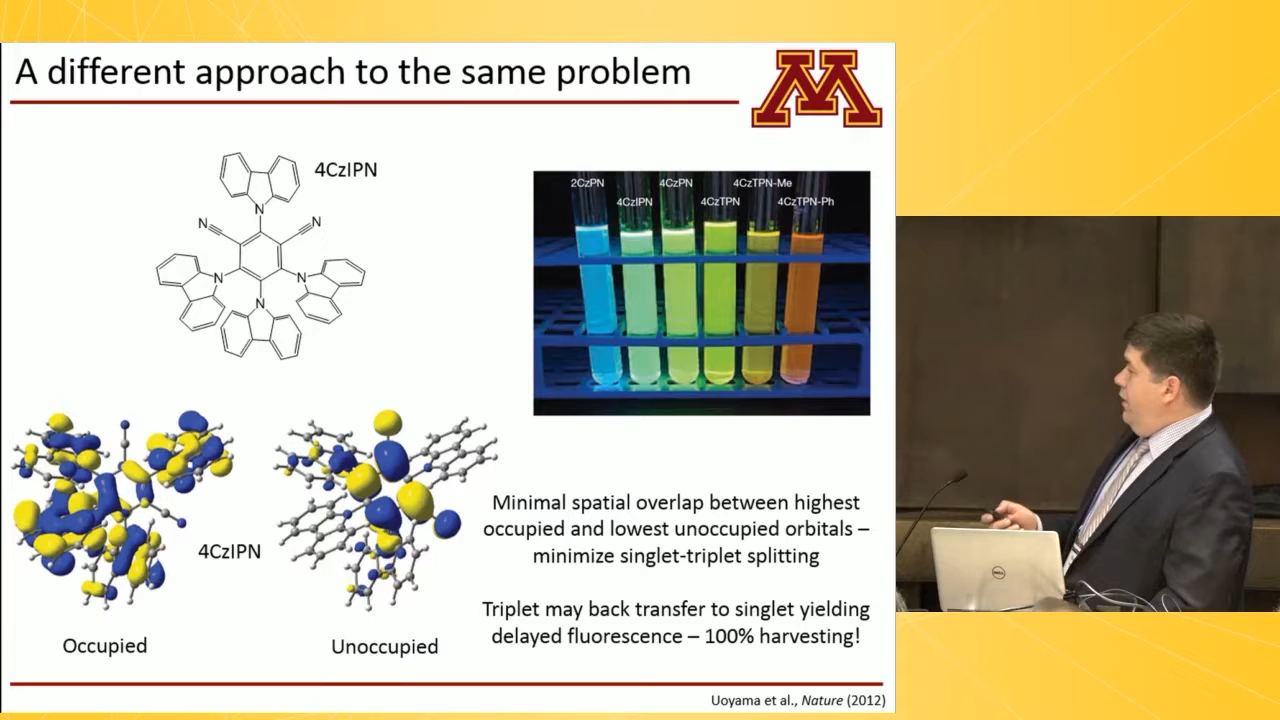 A different approach to the same problem
M
4CzIPN
N
N
N
N
N
N
2CzPN
4CzIPN
4CzPN
4CzTPN
4CzTPN-Me
4CzTPN-Ph
4CzIPN
Occupied
Unoccupied
Minimal spatial overlap between highest
occupied and lowest unoccupied orbitals –
minimize singlet-triplet splitting
Triplet may back transfer to singlet yielding
delayed fluorescence – 100% harvesting!
Uoyama et al., Nature (2012)
DELL